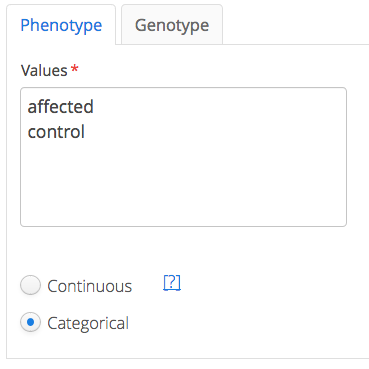 Phenotype Genotype
Values *
affected
control
Continuous [?]
Categorical